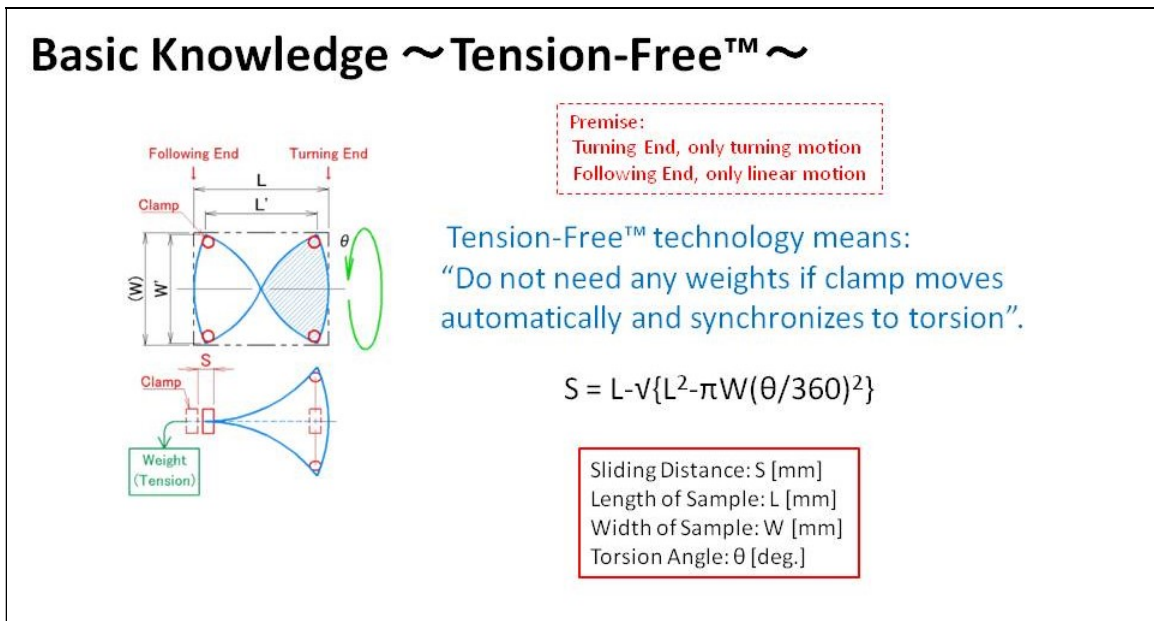 Basic Knowledge ～Tension-Free™～
Premise:
Turning End, only turning motion
Following End, only linear motion
Following End
Turning End
L
L'
Clamp
θ
(W)
W'
S
Clamp
Weight
(Tension)
Tension-Free™ technology means:
“Do not need any weights if clamp moves
automatically and synchronizes to torsion”.
S = L-√{L²-πW(θ/360)²}
Sliding Distance: S [mm]
Length of Sample: L [mm]
Width of Sample: W [mm]
Torsion Angle: θ [deg.]